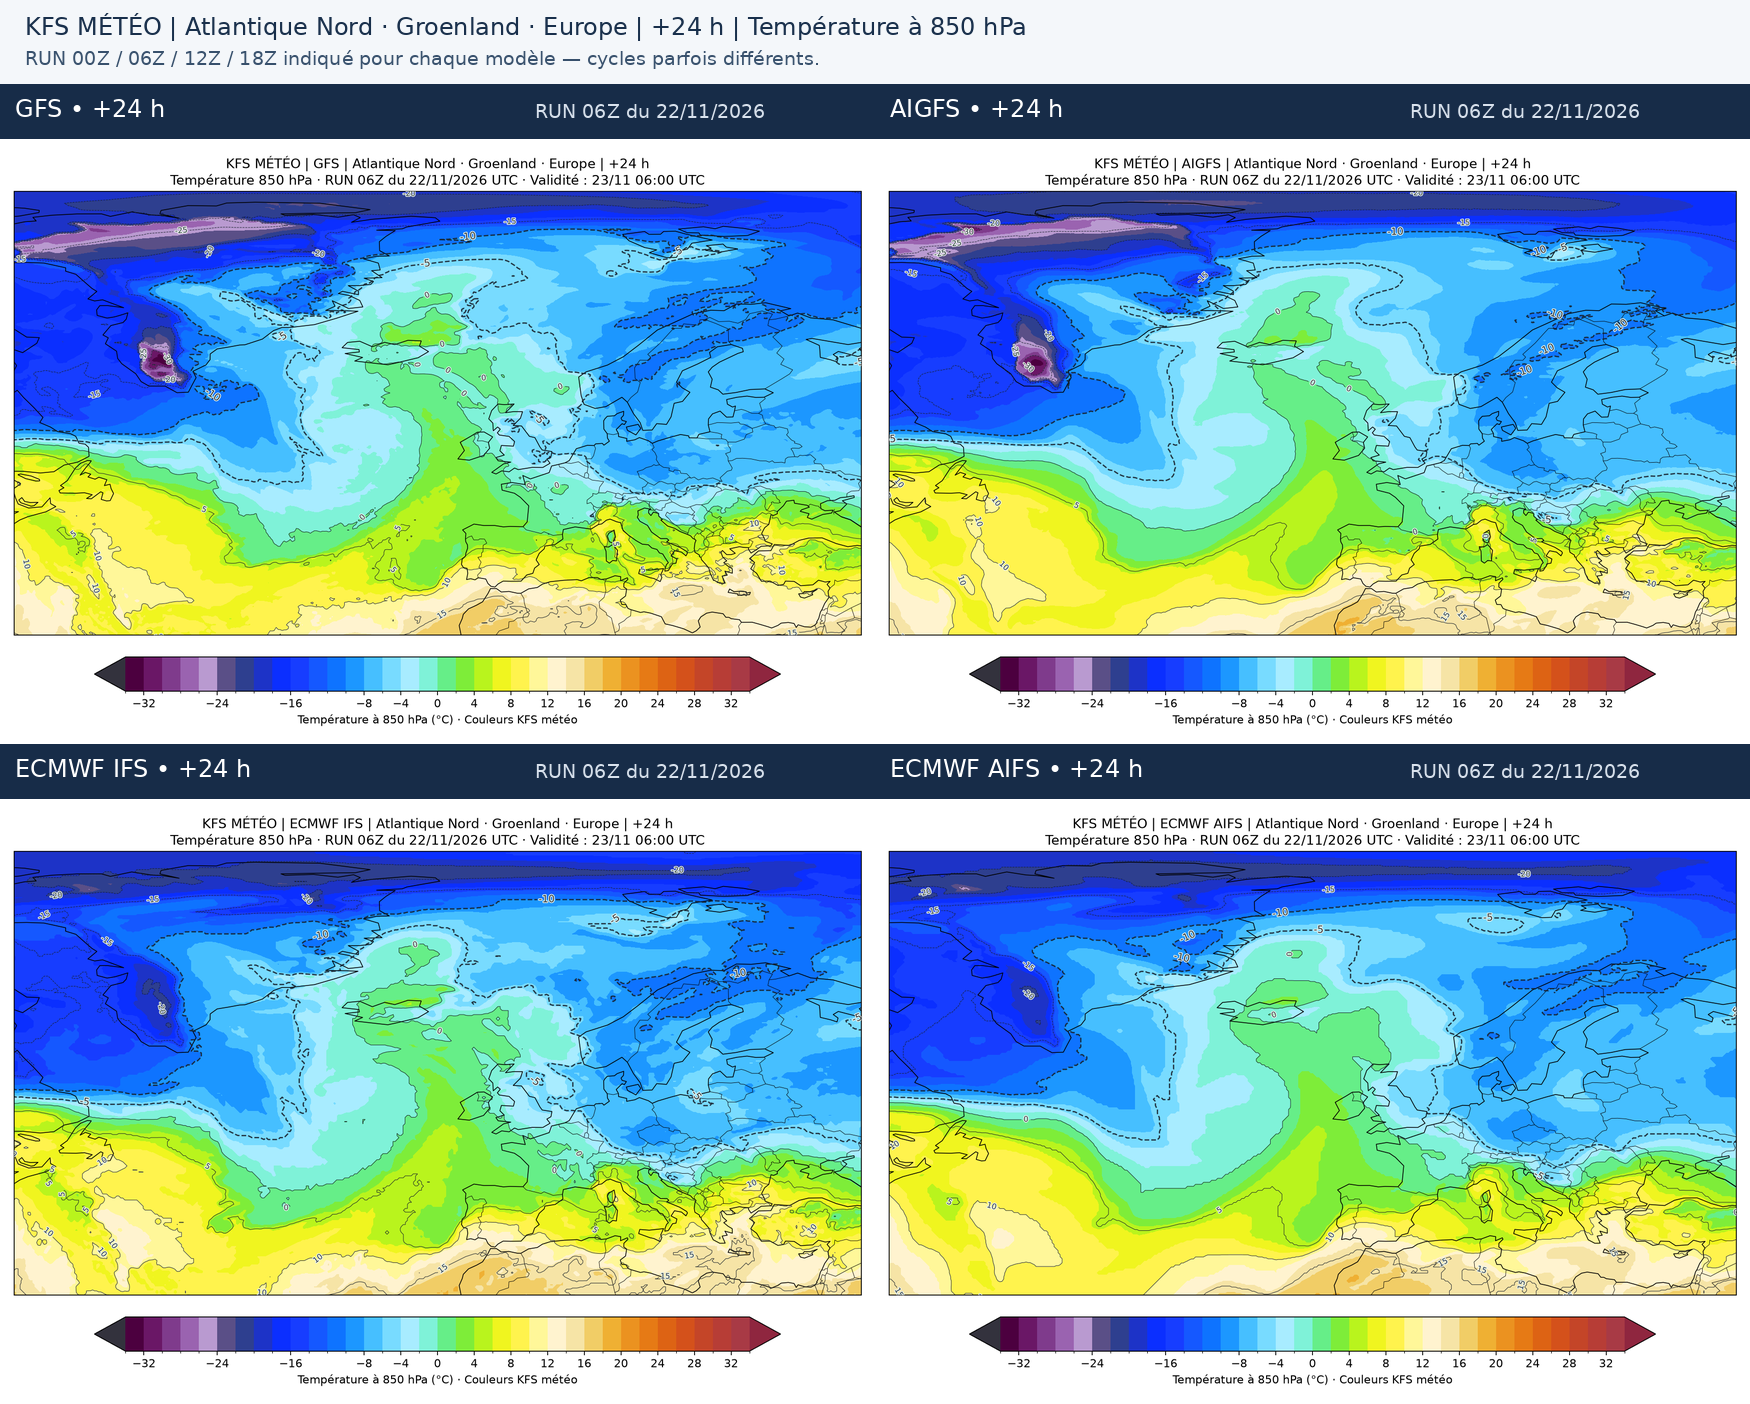 KFS MÉTÉO | Atlantique Nord · Groenland · Europe | +24 h | Température à 850 hPa
RUN 00Z / 06Z / 12Z / 18Z indiqué pour chaque modèle — cycles parfois différents.
GFS • +24 h
RUN 06Z du 22/11/2026
AIGFS • +24 h
RUN 06Z du 22/11/2026
KFS MÉTÉO | GFS | Atlantique Nord · Groenland · Europe | +24 h
Température 850 hPa · RUN 06Z du 22/11/2026 UTC · Validité : 23/11 06:00 UTC
KFS MÉTÉO | AIGFS | Atlantique Nord · Groenland · Europe | +24 h
Température 850 hPa · RUN 06Z du 22/11/2026 UTC · Validité : 23/11 06:00 UTC
−32 −24 −16 −8 −4 0 4 8 12 16 20 24 28 32
Température à 850 hPa (°C) · Couleurs KFS météo
−32 −24 −16 −8 −4 0 4 8 12 16 20 24 28 32
Température à 850 hPa (°C) · Couleurs KFS météo
ECMWF IFS • +24 h
RUN 06Z du 22/11/2026
ECMWF AIFS • +24 h
RUN 06Z du 22/11/2026
KFS MÉTÉO | ECMWF IFS | Atlantique Nord · Groenland · Europe | +24 h
Température 850 hPa · RUN 06Z du 22/11/2026 UTC · Validité : 23/11 06:00 UTC
KFS MÉTÉO | ECMWF AIFS | Atlantique Nord · Groenland · Europe | +24 h
Température 850 hPa · RUN 06Z du 22/11/2026 UTC · Validité : 23/11 06:00 UTC
−32 −24 −16 −8 −4 0 4 8 12 16 20 24 28 32
Température à 850 hPa (°C) · Couleurs KFS météo
−32 −24 −16 −8 −4 0 4 8 12 16 20 24 28 32
Température à 850 hPa (°C) · Couleurs KFS météo